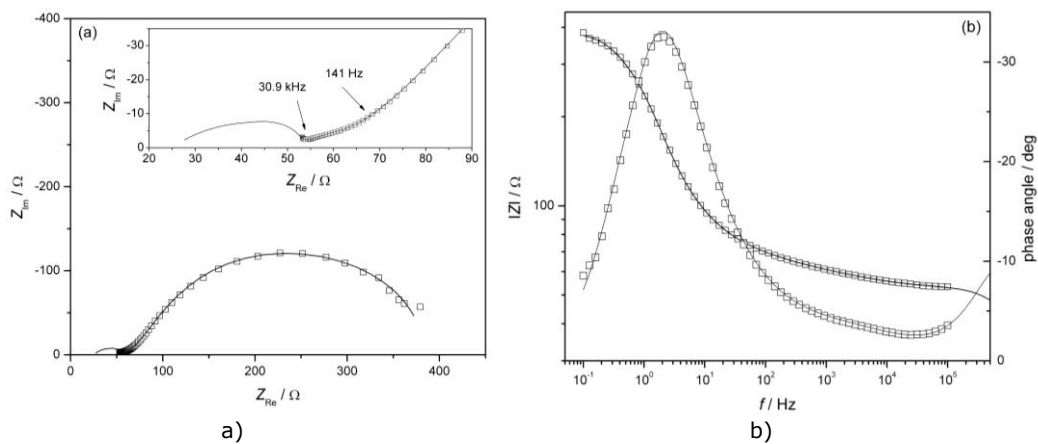 (a)
-400
-300
-200
-100
0
Z_Im / Ω
0
100
200
300
400
Z_Re / Ω
-30
-20
-10
0
Z_Im / Ω
20
30
40
50
60
70
80
90
Z_Re / Ω
30.9 kHz
141 Hz
a)
(b)
100
|Z| / Ω
-30
-20
-10
0
phase angle / deg
10^-1
10^0
10^1
10^2
10^3
10^4
10^5
f / Hz
b)